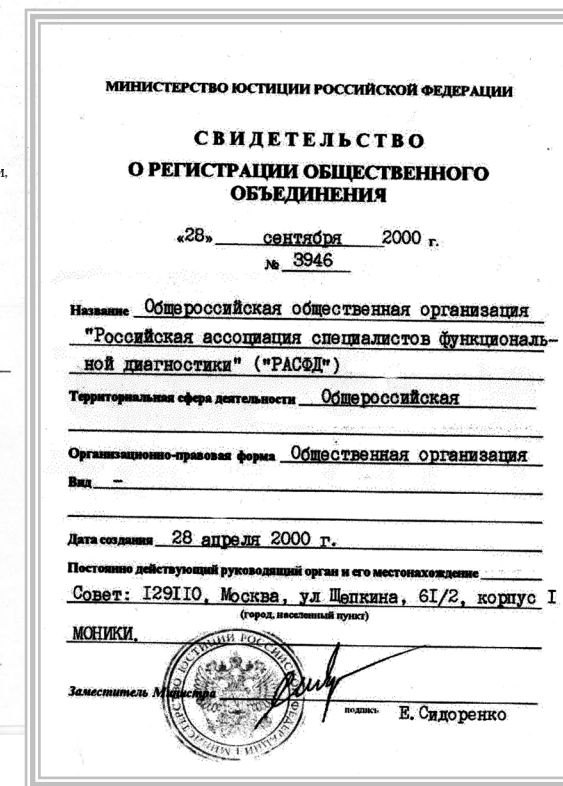 и,
МИНИСТЕРСТВО ЮСТИЦИИ РОССИЙСКОЙ ФЕДЕРАЦИИ
СВИДЕТЕЛЬСТВО
О РЕГИСТРАЦИИ ОБЩЕСТВЕННОГО
ОБЪЕДИНЕНИЯ
«28» сентября 2000 г.
№ 3946
Название Общероссийская общественная организация
"Российская ассоциация специалистов функциональ-
ной диагностики" ("РАСФД")
Территориальная сфера деятельности Общероссийская
Организационно-правовая форма Общественная организация
Вид –
Дата создания 28 апреля 2000 г.
Постоянно действующий руководящий орган и его местонахождение
Совет: I29II0, Москва, ул Щепкина, 6I/2, корпус I
(город, населенный пункт)
МОНИКИ.
Заместитель Министра
подпись Е. Сидоренко